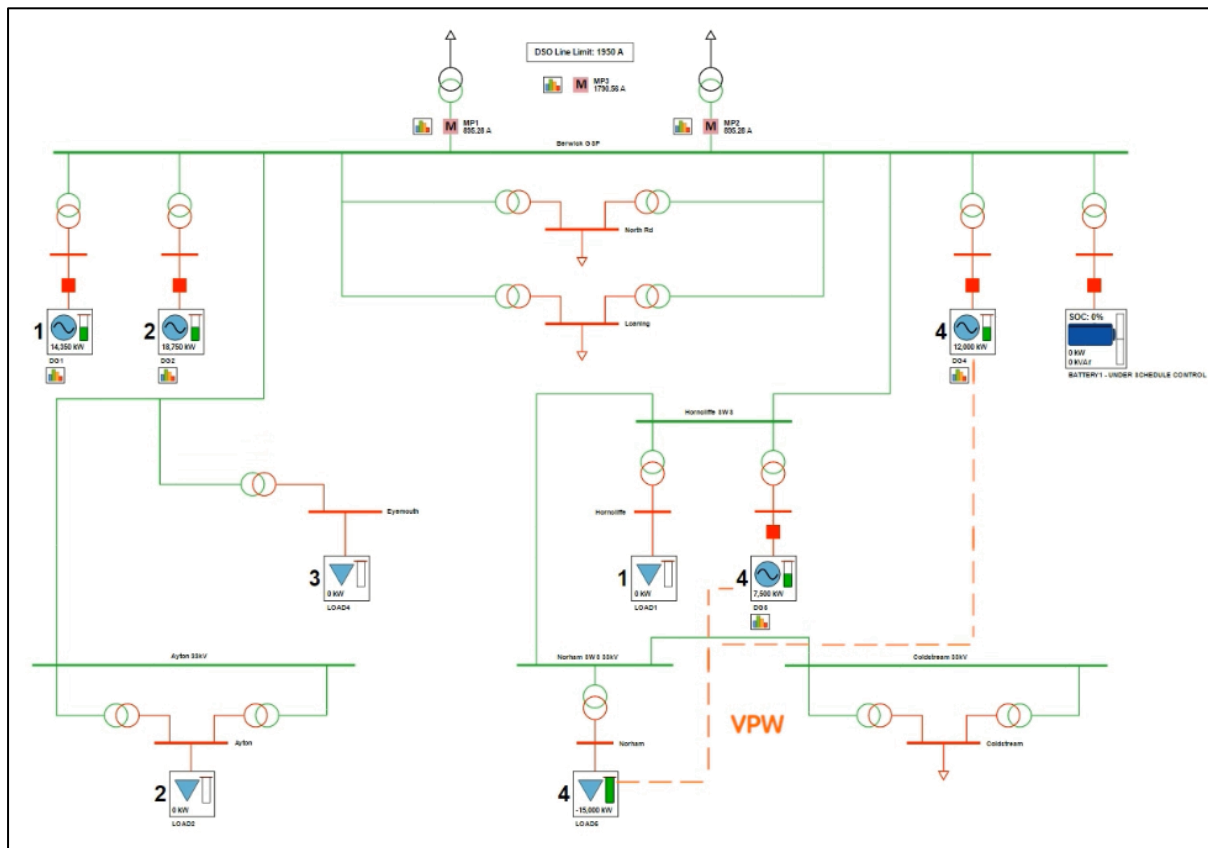 DSO Line Limit: 1950 A
M
MP3
1790.56 A
M
MP1
895.28 A
M
MP2
895.28 A
Berwick GSP
North Rd
Loaning
1
14,350 kW
DG1
2
18,750 kW
DG2
4
12,000 kW
DG4
SOC: 0%
0 kW
0 kVAr
BATTERY1 - UNDER SCHEDULE CONTROL
Horncliffe SWS
Eyemouth
Horncliffe
3
0 kW
LOAD4
1
0 kW
LOAD1
4
7,500 kW
DG5
Ayton 33kV
Norham SWS 33kV
Coldstream 33kV
VPW
Ayton
Norham
Coldstream
2
0 kW
4
-15,000 kW